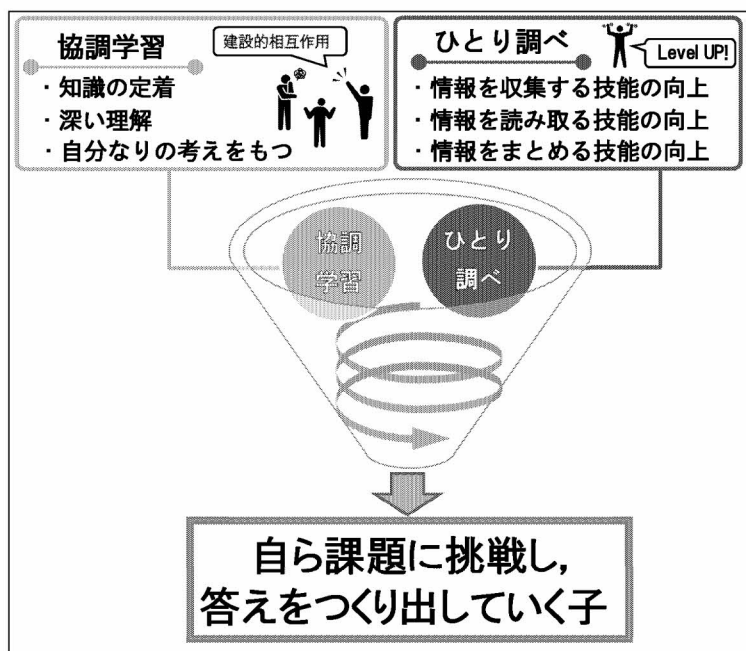 協調学習
建設的相互作用
・知識の定着
・深い理解
・自分なりの考えをもつ
ひとり調べ
Level UP!
・情報を収集する技能の向上
・情報を読み取る技能の向上
・情報をまとめる技能の向上
協調
学習
ひとり
調べ
自ら課題に挑戦し,
答えをつくり出していく子